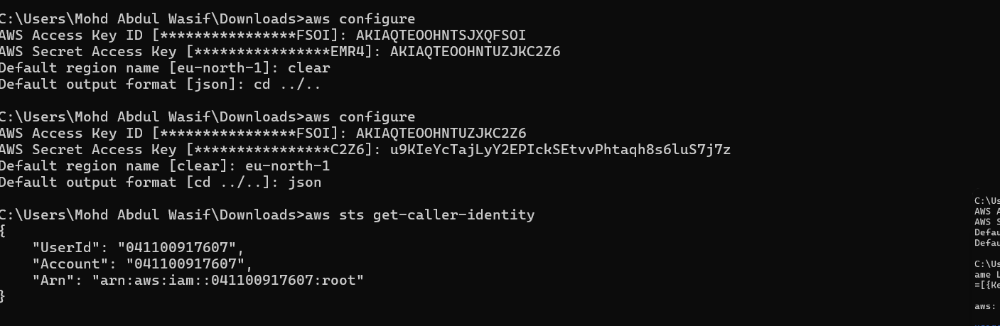 C:\Users\Mohd Abdul Wasif\Downloads>aws configure
AWS Access Key ID [****************FSOI]: AKIAQTEOOHNTSJXQFSOI
AWS Secret Access Key [****************EMR4]: AKIAQTEOOHNTUZJKC2Z6
Default region name [eu-north-1]: clear
Default output format [json]: cd ../..
C:\Users\Mohd Abdul Wasif\Downloads>aws configure
AWS Access Key ID [****************FSOI]: AKIAQTEOOHNTUZJKC2Z6
AWS Secret Access Key [****************C2Z6]: 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
Default region name [clear]: eu-north-1
Default output format [cd ../..]: json
C:\Users\Mohd Abdul Wasif\Downloads>aws sts get-caller-identity
{
"UserId": "041100917607",
"Account": "041100917607",
"Arn": "arn:aws:iam::041100917607:root"
}
C:\Us
AWS A
AWS S
Defau
Defau
C:\Us
ame L
=[{Ke
aws: